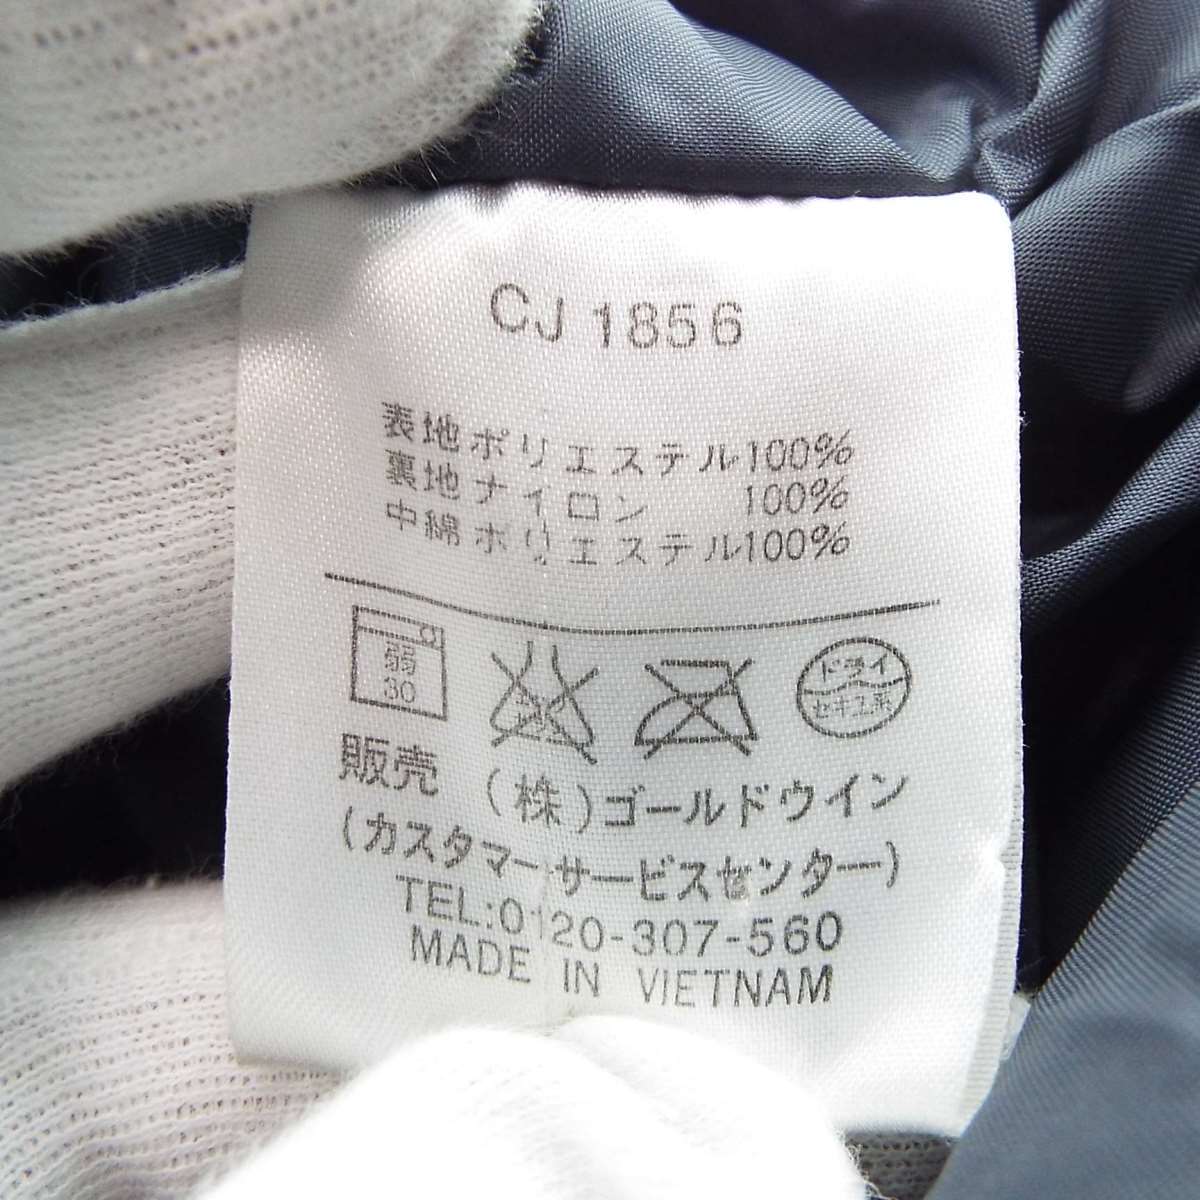 CJ 1856
表地ポリエステル100%
裏地ナイロン 100%
中綿ポリエステル100%
弱
30
ドライ
セキユ系
販売 (株)ゴールドウイン
(カスタマーサービスセンター)
TEL:0120-307-560
MADE IN VIETNAM